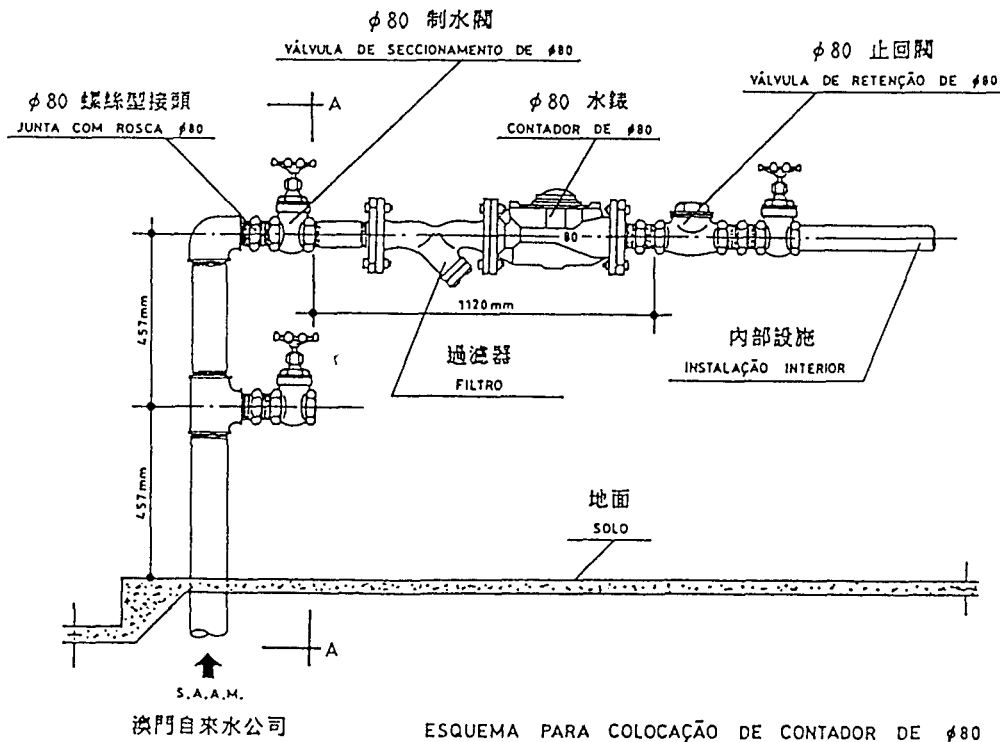 φ80 制水閥
VÁLVULA DE SECCIONAMENTO DE φ80
φ80 止回閥
VÁLVULA DE RETENÇÃO DE φ80
φ80 螺絲型接頭
JUNTA COM ROSCA φ80
A
φ80 水錶
CONTADOR DE φ80
80
457mm
1120mm
過濾器
FILTRO
內部設施
INSTALAÇÃO INTERIOR
457mm
地面
SOLO
A
S.A.A.M.
澳門自來水公司
ESQUEMA PARA COLOCAÇÃO DE CONTADOR DE φ80